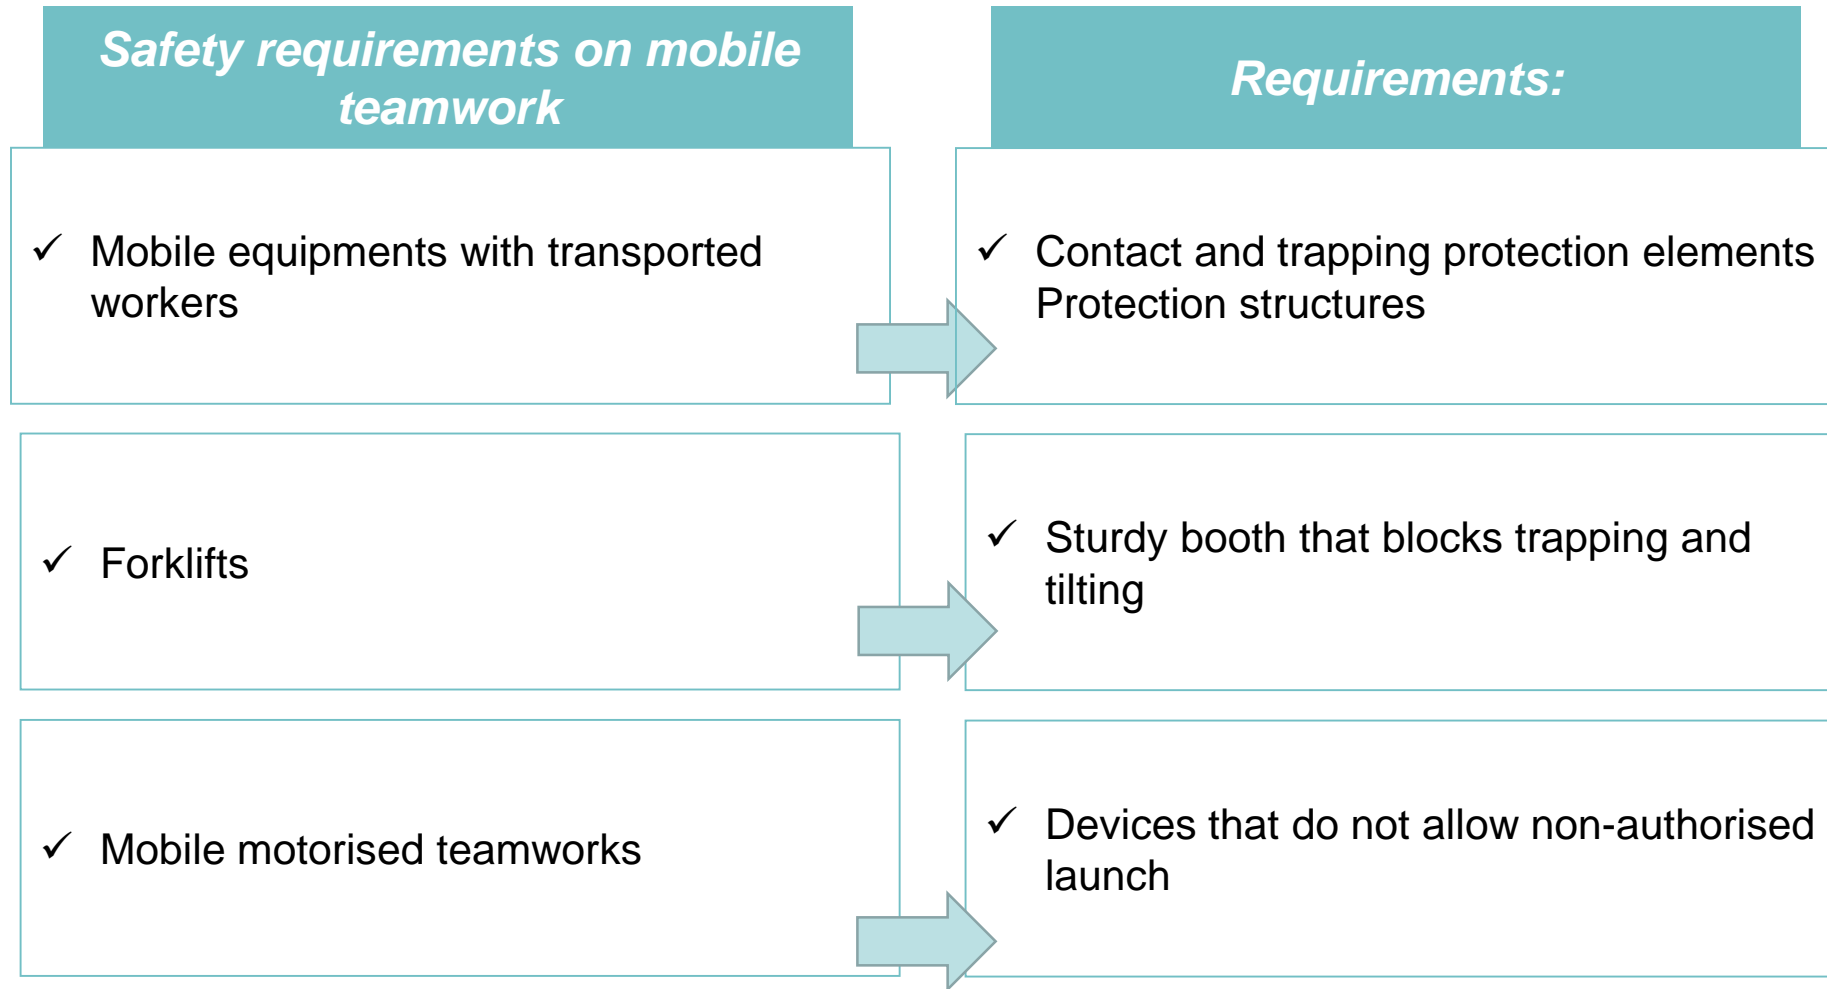 Safety requirements on mobile
teamwork
Requirements:
✓ Mobile equipments with transported
workers
✓ Contact and trapping protection elements
Protection structures
✓ Forklifts
✓ Sturdy booth that blocks trapping and
tilting
✓ Mobile motorised teamworks
✓ Devices that do not allow non-authorised
launch